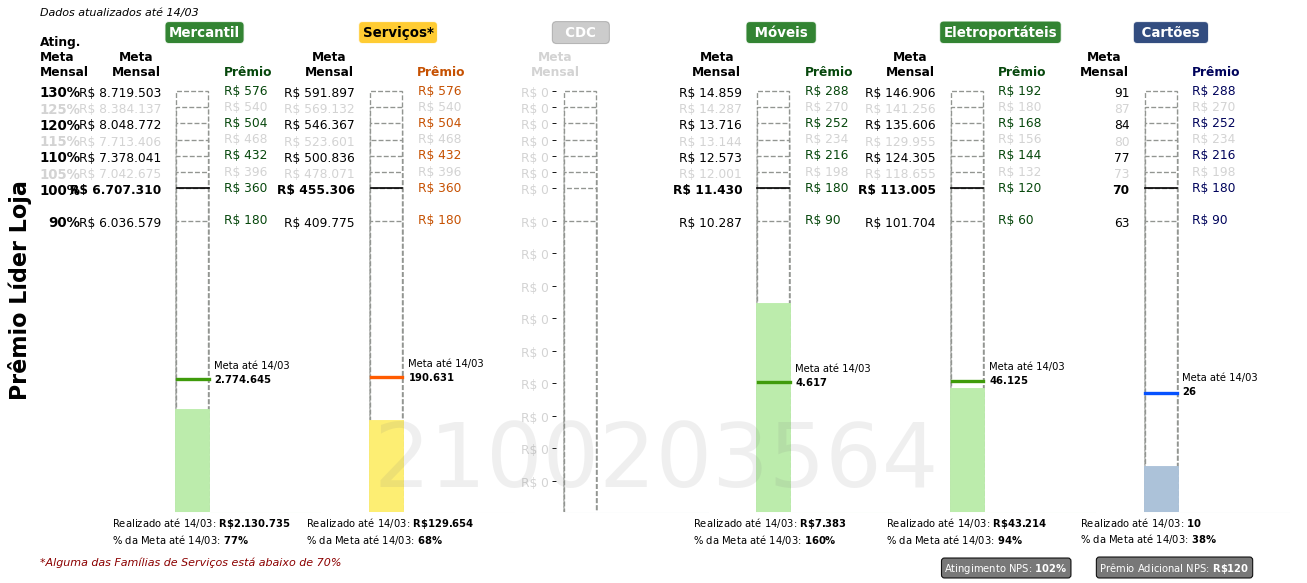 Dados atualizados até 14/03
Mercantil Serviços* CDC Móveis Eletroportáteis Cartões
Ating. Meta Mensal
Meta Mensal Prêmio Meta Mensal Prêmio Meta Mensal Meta Mensal Prêmio Meta Mensal Prêmio Meta Mensal Prêmio
130% R$ 8.719.503 R$ 576 R$ 591.897 R$ 576 R$ 0 R$ 14.859 R$ 288 R$ 146.906 R$ 192 91 R$ 288
125% R$ 8.384.137 R$ 540 R$ 569.132 R$ 540 R$ 0 R$ 14.287 R$ 270 R$ 141.256 R$ 180 87 R$ 270
120% R$ 8.048.772 R$ 504 R$ 546.367 R$ 504 R$ 0 R$ 13.716 R$ 252 R$ 135.606 R$ 168 84 R$ 252
115% R$ 7.713.406 R$ 468 R$ 523.601 R$ 468 R$ 0 R$ 13.144 R$ 234 R$ 129.955 R$ 156 80 R$ 234
110% R$ 7.378.041 R$ 432 R$ 500.836 R$ 432 R$ 0 R$ 12.573 R$ 216 R$ 124.305 R$ 144 77 R$ 216
105% R$ 7.042.675 R$ 396 R$ 478.071 R$ 396 R$ 0 R$ 12.001 R$ 198 R$ 118.655 R$ 132 73 R$ 198
100% R$ 6.707.310 R$ 360 R$ 455.306 R$ 360 R$ 0 R$ 11.430 R$ 180 R$ 113.005 R$ 120 70 R$ 180
90% R$ 6.036.579 R$ 180 R$ 409.775 R$ 180 R$ 0 R$ 10.287 R$ 90 R$ 101.704 R$ 60 63 R$ 90
R$ 0
R$ 0
R$ 0
R$ 0
R$ 0
R$ 0
R$ 0
R$ 0
Prêmio Líder Loja
Meta até 14/03 Meta até 14/03 Meta até 14/03 Meta até 14/03 Meta até 14/03
2.774.645 190.631 4.617 46.125 26
2100203564
Realizado até 14/03: R$2.130.735 Realizado até 14/03: R$129.654 Realizado até 14/03: R$7.383 Realizado até 14/03: R$43.214 Realizado até 14/03: 10
% da Meta até 14/03: 77% % da Meta até 14/03: 68% % da Meta até 14/03: 160% % da Meta até 14/03: 94% % da Meta até 14/03: 38%
*Alguma das Famílias de Serviços está abaixo de 70%
Atingimento NPS: 102% Prêmio Adicional NPS: R$120